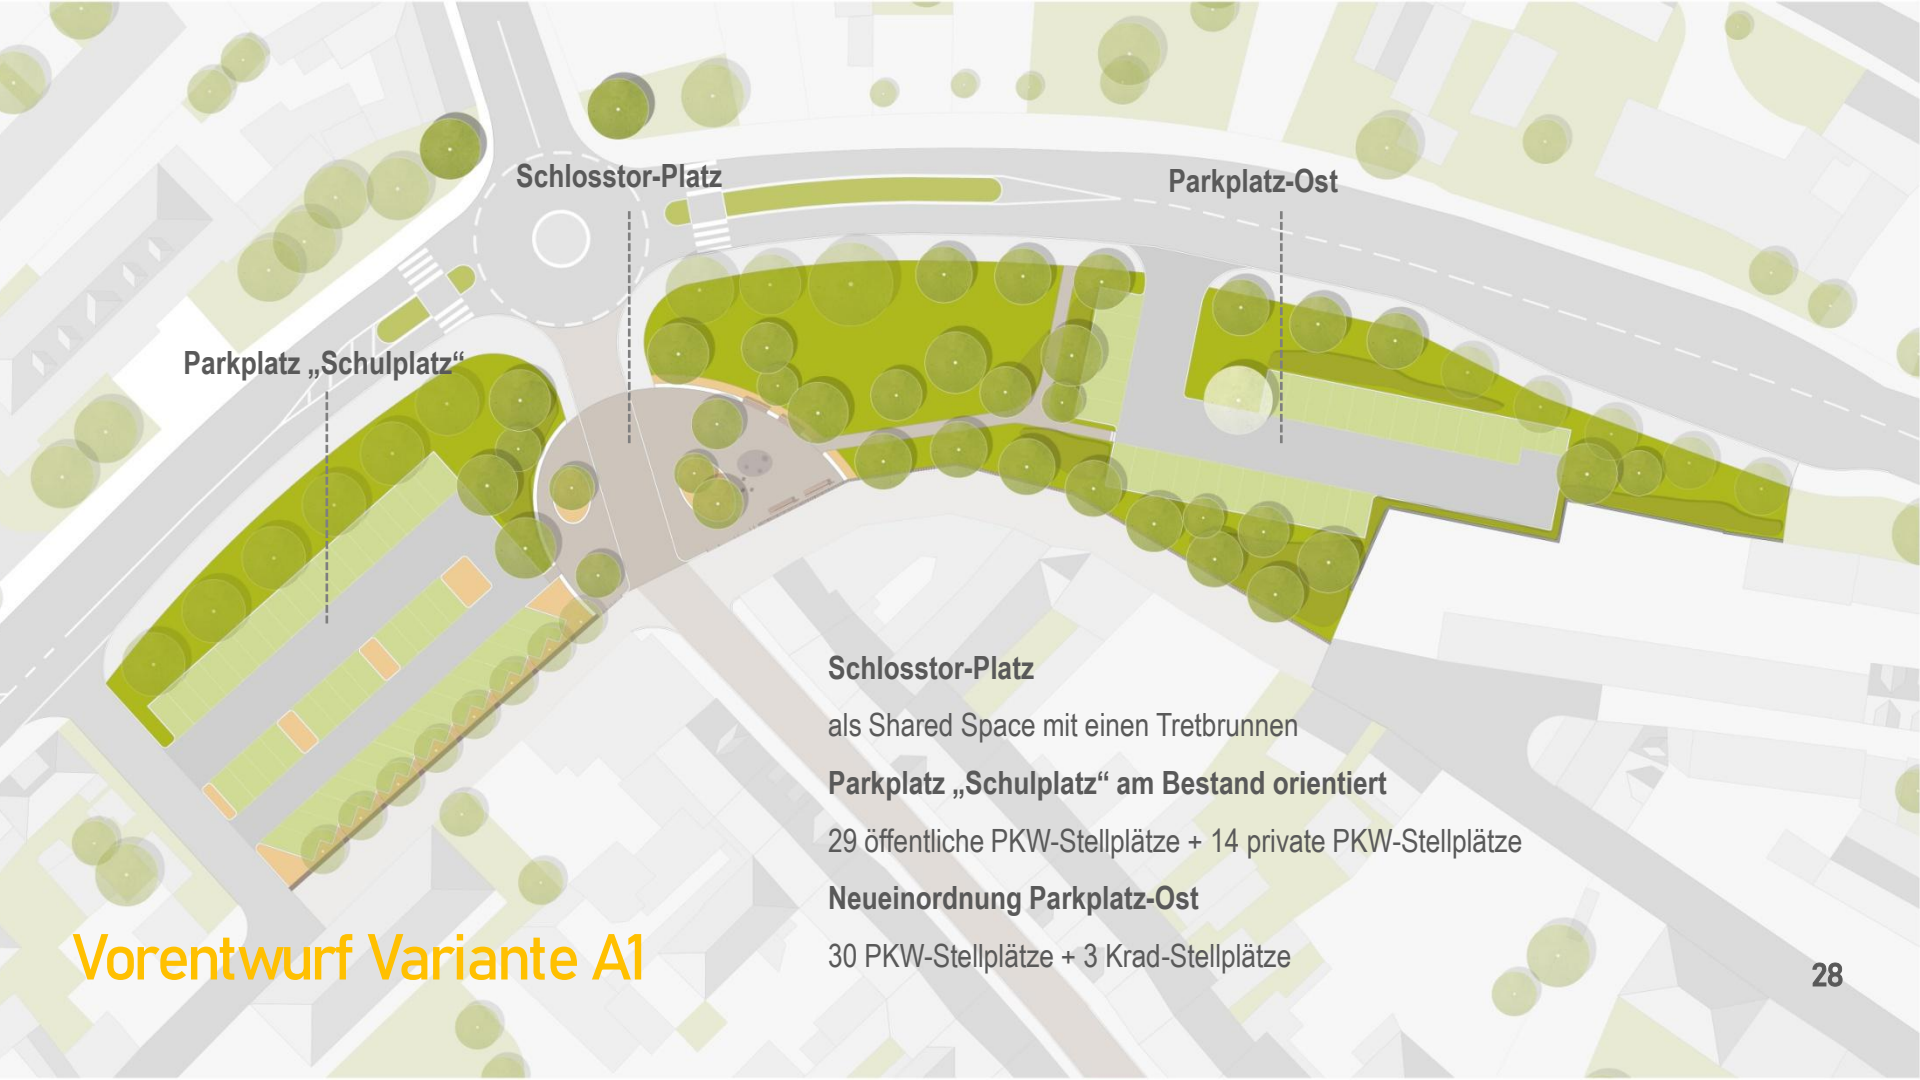 Schlosstor-Platz
Parkplatz-Ost
Parkplatz „Schulplatz“
Schlosstor-Platz
als Shared Space mit einen Tretbrunnen
Parkplatz „Schulplatz“ am Bestand orientiert
29 öffentliche PKW-Stellplätze + 14 private PKW-Stellplätze
Neueinordnung Parkplatz-Ost
30 PKW-Stellplätze + 3 Krad-Stellplätze
Vorentwurf Variante A1
28